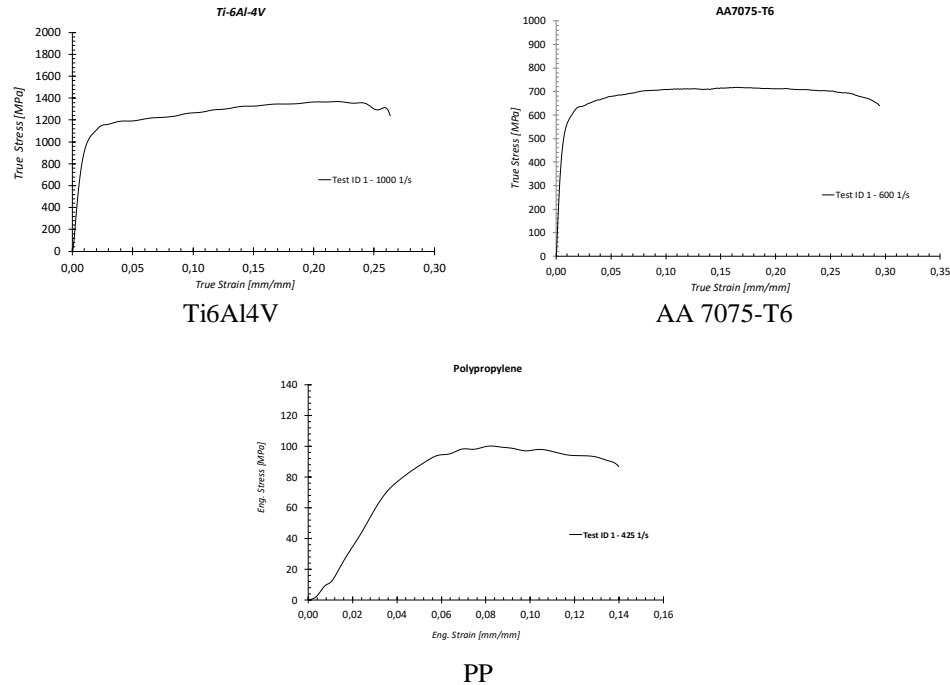 Ti-6Al-4V
2000
1800
1600
1400
1200
1000
800
600
400
200
0
True Stress [MPa]
Test ID 1 - 1000 1/s
0,00 0,05 0,10 0,15 0,20 0,25 0,30
True Strain [mm/mm]
Ti6Al4V
AA7075-T6
1000
900
800
700
600
500
400
300
200
100
0
True Stress [MPa]
Test ID 1 - 600 1/s
0,00 0,05 0,10 0,15 0,20 0,25 0,30 0,35
True Strain [mm/mm]
AA 7075-T6
Polypropylene
140
120
100
80
60
40
20
0
Eng. Stress [MPa]
Test ID 1 - 425 1/s
0,00 0,02 0,04 0,06 0,08 0,10 0,12 0,14 0,16
Eng. Strain [mm/mm]
PP